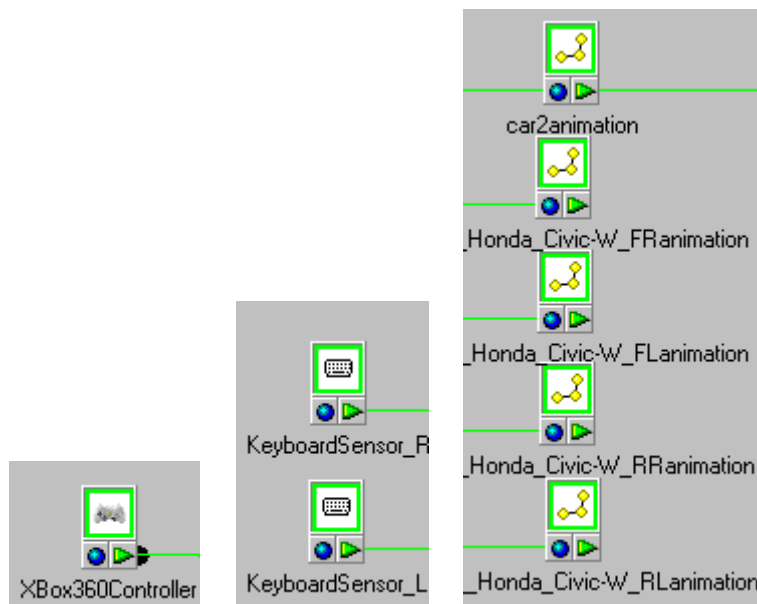 car2animation
_Honda_Civic-W_FRanimation
_Honda_Civic-W_FLanimation
_Honda_Civic-W_RRanimation
_Honda_Civic-W_RLanimation
KeyboardSensor_R
KeyboardSensor_L
XBox360Controller